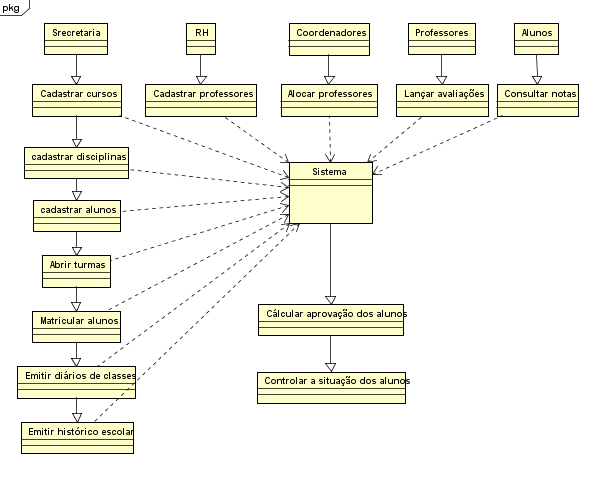 pkg
Srecretaria
RH
Coordenadores
Professores
Alunos
Cadastrar cursos
Cadastrar professores
Alocar professores
Lançar avaliações
Consultar notas
cadastrar disciplinas
Sistema
cadastrar alunos
Abrir turmas
Matricular alunos
Cálcular aprovação dos alunos
Emitir diários de classes
Controlar a situação dos alunos
Emitir histórico escolar